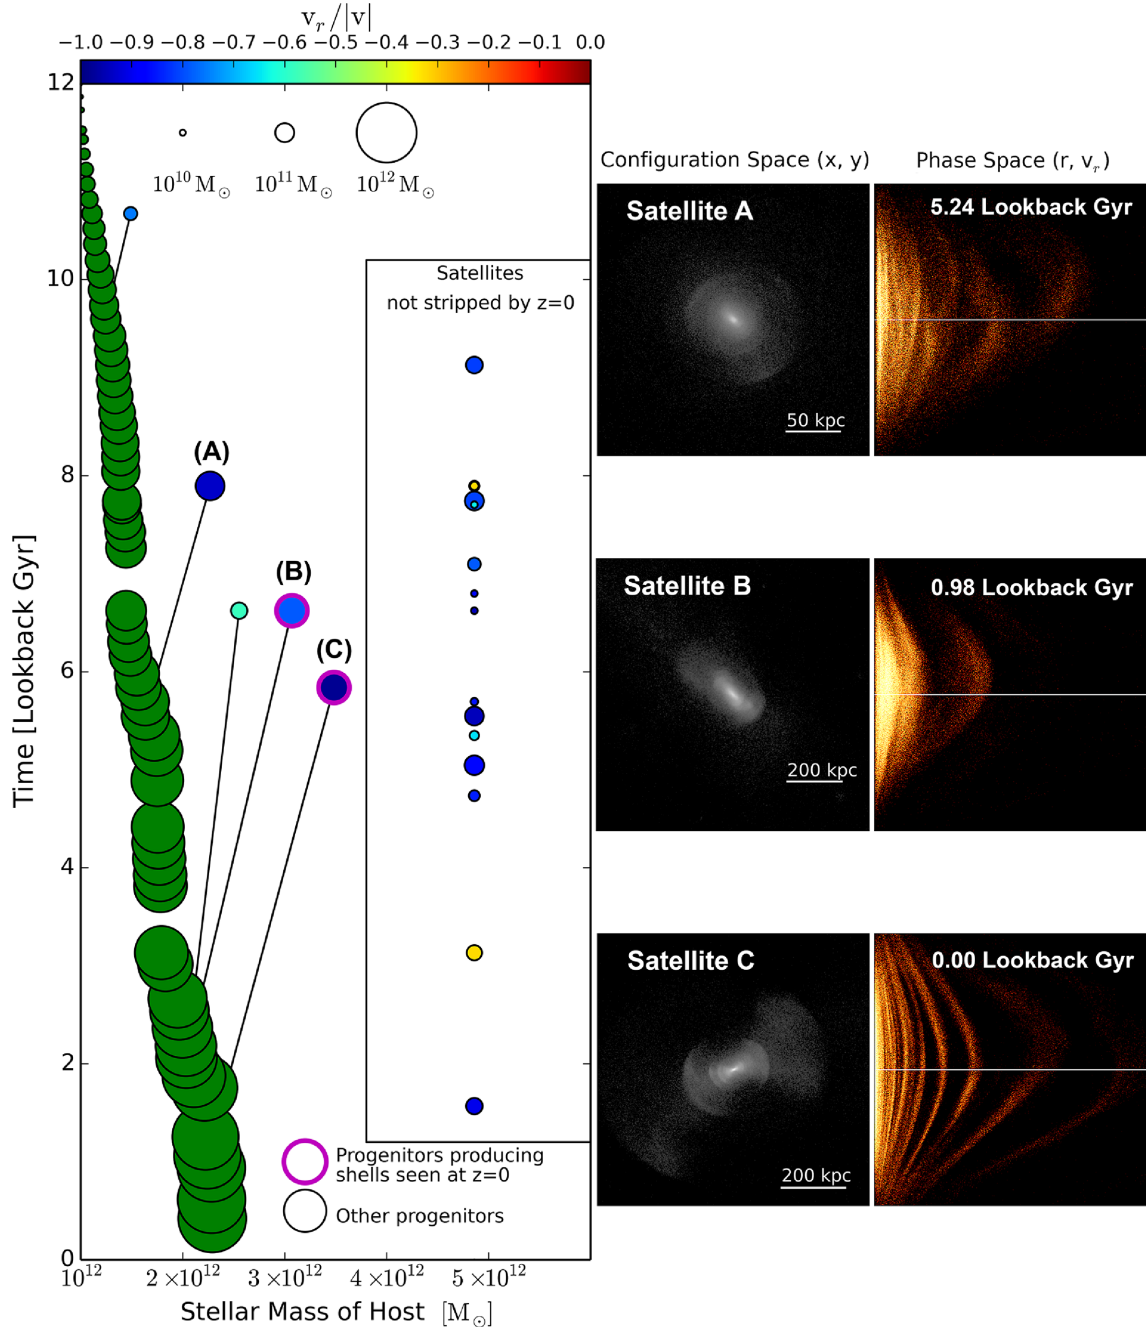 v_r/|v|
−1.0 −0.9 −0.8 −0.7 −0.6 −0.5 −0.4 −0.3 −0.2 −0.1 0.0
12
10
8
6
4
2
0
Time [Lookback Gyr]
10^10 M_⊙ 10^11 M_⊙ 10^12 M_⊙
Satellites
not stripped by z=0
(A)
(B)
(C)
Progenitors producing
shells seen at z=0
Other progenitors
10^12 2×10^12 3×10^12 4×10^12 5×10^12
Stellar Mass of Host [M_⊙]
Configuration Space (x, y) Phase Space (r, v_r)
Satellite A 5.24 Lookback Gyr
50 kpc
Satellite B 0.98 Lookback Gyr
200 kpc
Satellite C 0.00 Lookback Gyr
200 kpc